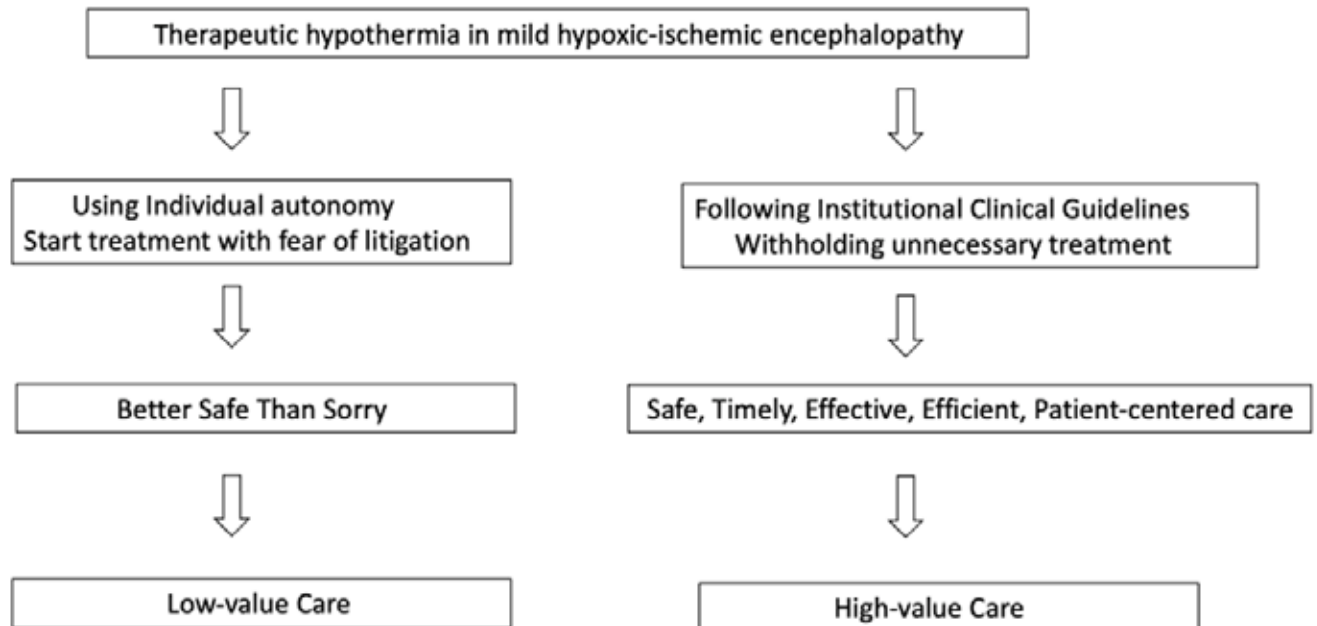 Therapeutic hypothermia in mild hypoxic-ischemic encephalopathy
Using Individual autonomy
Start treatment with fear of litigation
Following Institutional Clinical Guidelines
Withholding unnecessary treatment
Better Safe Than Sorry
Safe, Timely, Effective, Efficient, Patient-centered care
Low-value Care
High-value Care